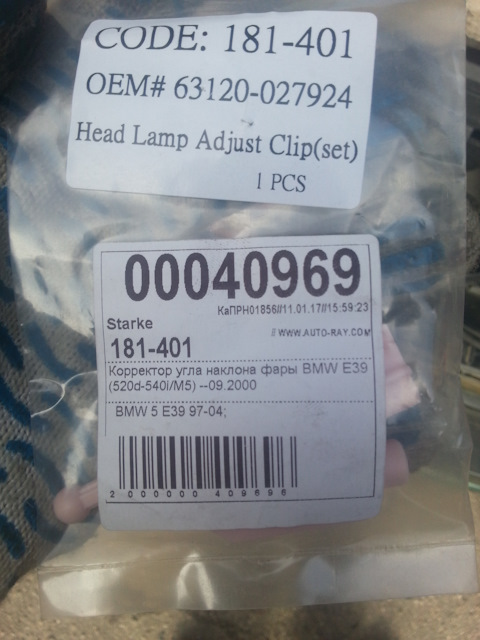 CODE: 181-401
OEM# 63120-027924
Head Lamp Adjust Clip(set)
1 PCS
00040969
КаПРН01856//11.01.17//15:59:23
Starke
// WWW.AUTO-RAY.COM
181-401
Корректор угла наклона фары BMW E39
(520d-540i/M5) --09.2000
BMW 5 E39 97-04;
2 000000 409696